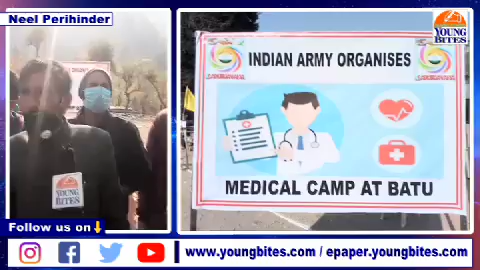 Neel Perihinder
YOUNG
BITES
INDIAN ARMY ORGANISES
MEDICAL CAMP AT BATU
YOUNG
BITES
Follow us on
www.youngbites.com / epaper.youngbites.com